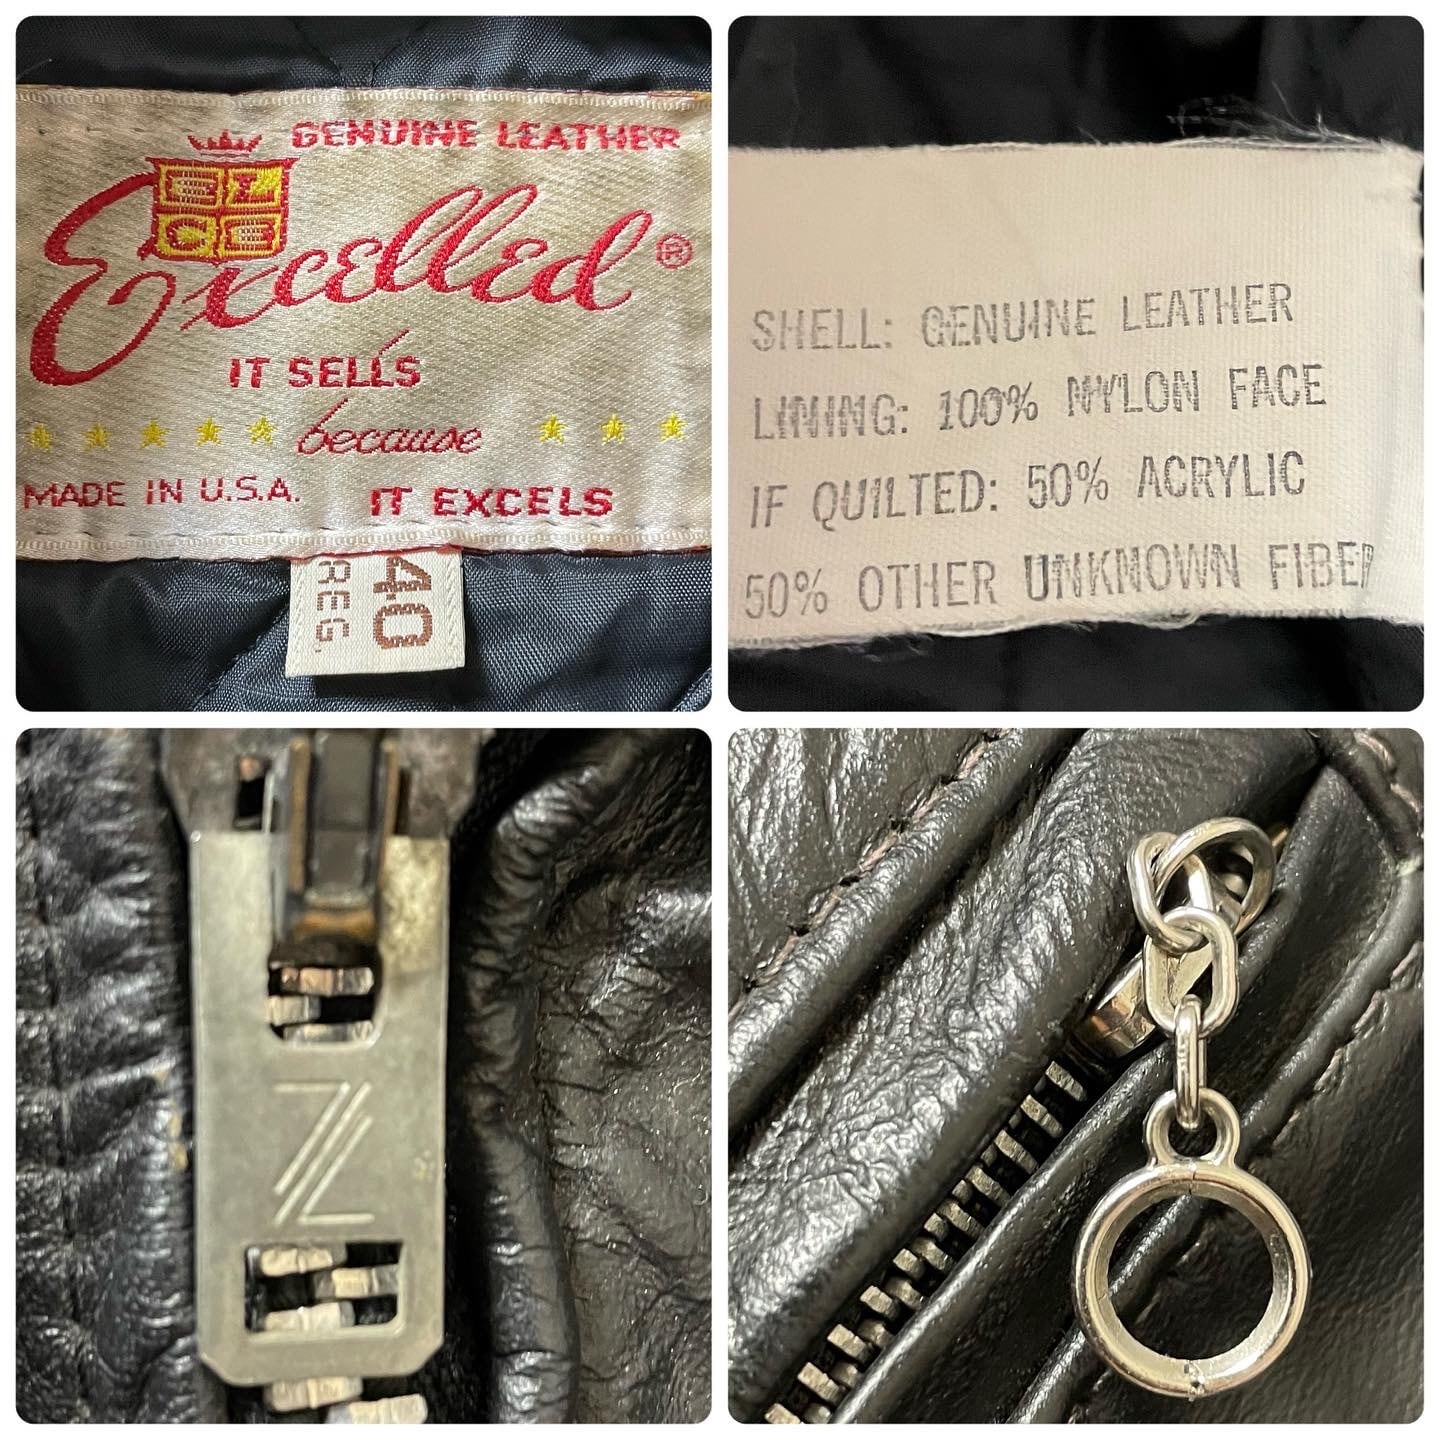 GENUINE LEATHER
Excelled®
IT SELLS
because
MADE IN U.S.A. IT EXCELS
40
REG.
SHELL: GENUINE LEATHER
LINING: 100% NYLON FACE
IF QUILTED: 50% ACRYLIC
50% OTHER UNKNOWN FIBER